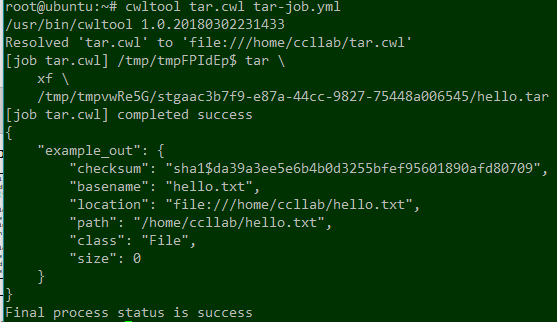 root@ubuntu:~# cwltool tar.cwl tar-job.yml
/usr/bin/cwltool 1.0.20180302231433
Resolved 'tar.cwl' to 'file:///home/ccllab/tar.cwl'
[job tar.cwl] /tmp/tmpFPIdEp$ tar \
    xf \
    /tmp/tmpvwRe5G/stgaac3b7f9-e87a-44cc-9827-75448a006545/hello.tar
[job tar.cwl] completed success
{
    "example_out": {
        "checksum": "sha1$da39a3ee5e6b4b0d3255bfef95601890afd80709",
        "basename": "hello.txt",
        "location": "file:///home/ccllab/hello.txt",
        "path": "/home/ccllab/hello.txt",
        "class": "File",
        "size": 0
    }
}
Final process status is success